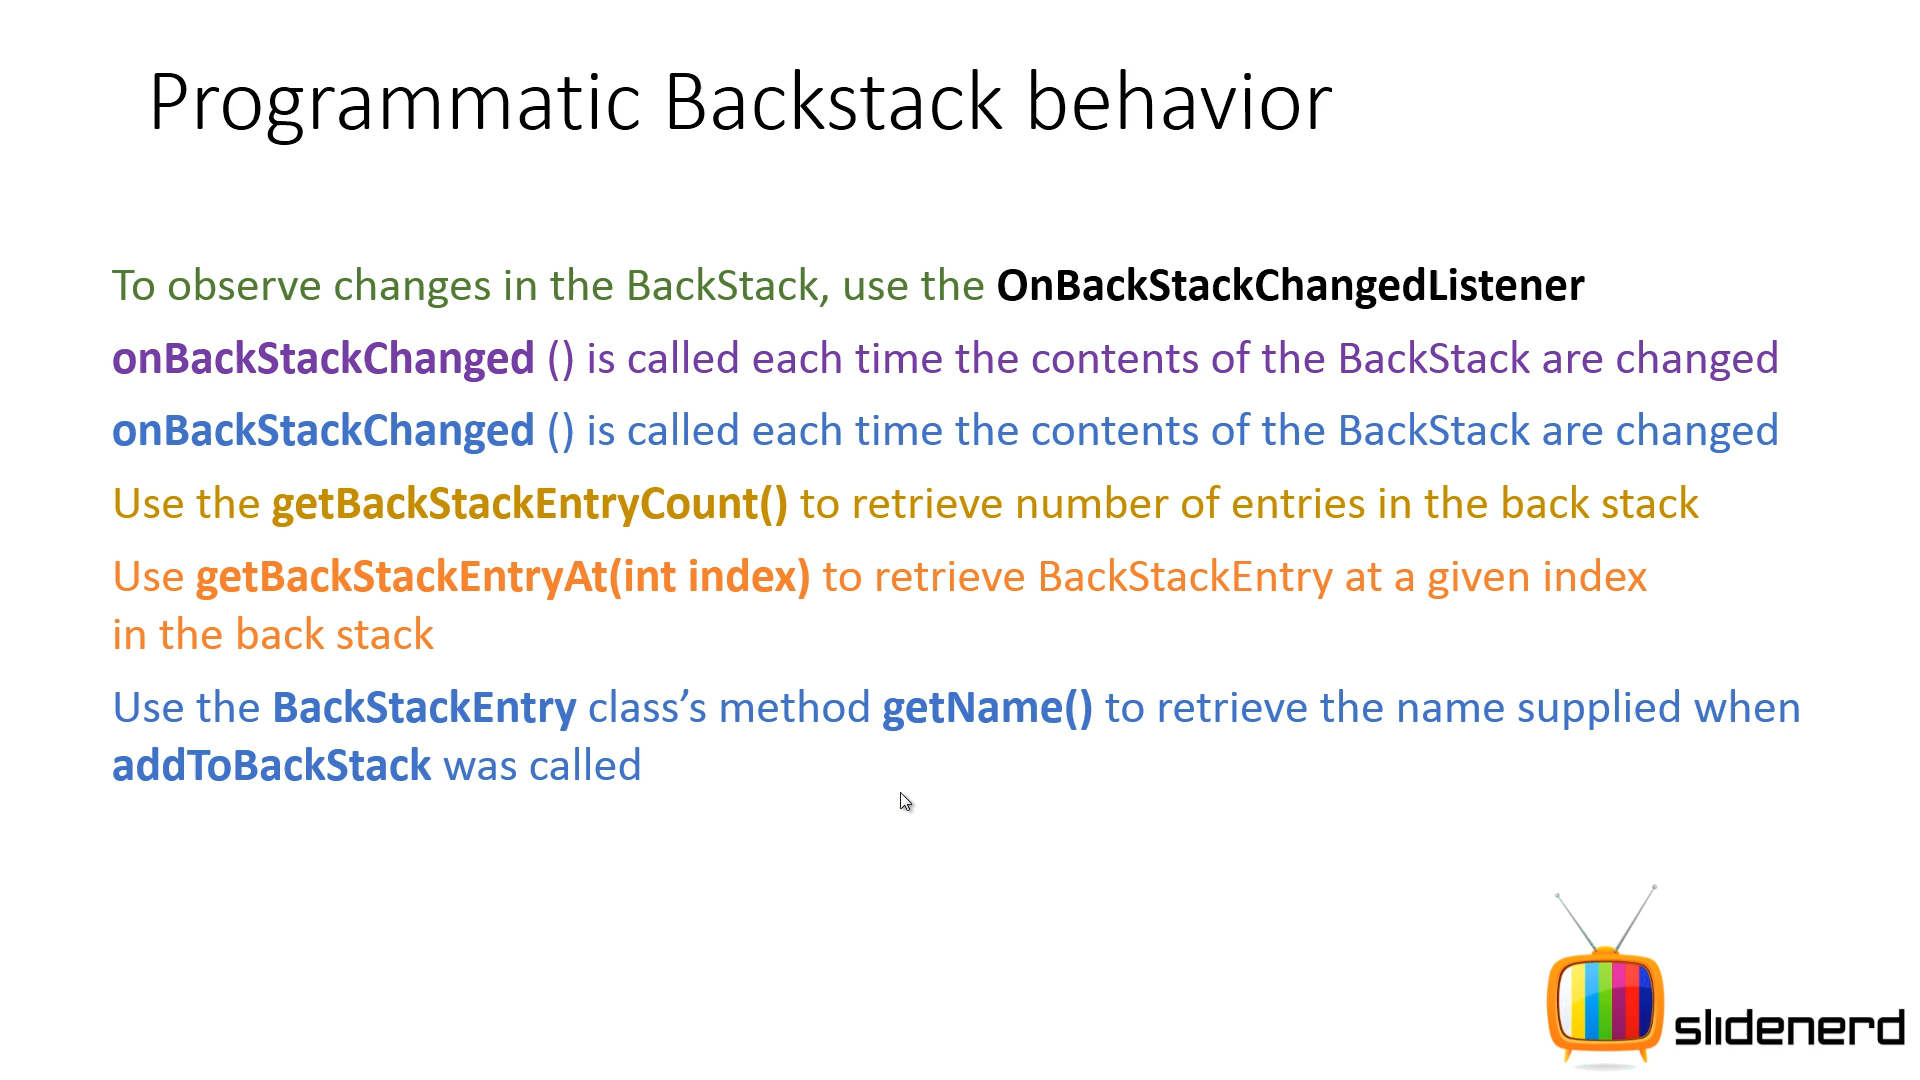 Programmatic Backstack behavior
To observe changes in the BackStack, use the OnBackStackChangedListener
onBackStackChanged () is called each time the contents of the BackStack are changed
onBackStackChanged () is called each time the contents of the BackStack are changed
Use the getBackStackEntryCount() to retrieve number of entries in the back stack
Use getBackStackEntryAt(int index) to retrieve BackStackEntry at a given index
in the back stack
Use the BackStackEntry class’s method getName() to retrieve the name supplied when
addToBackStack was called
slidenerd